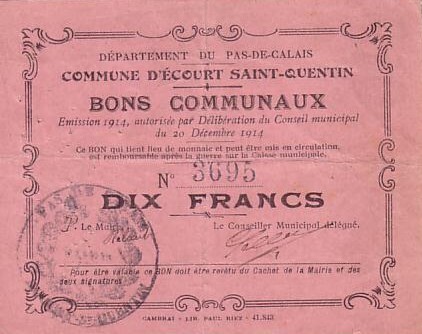 DÉPARTEMENT DU PAS-DE-CALAIS
COMMUNE D'ÉCOURT SAINT-QUENTIN
BONS COMMUNAUX
Emission 1914, autorisée par Délibération du Conseil municipal
du 20 Décembre 1914
Ce BON qui tient lieu de monnaie et peut être mis en circulation,
est remboursable après la guerre sur la Caisse municipale.
N° 3695
DIX FRANCS
P. Le Maire
Le Conseiller Municipal délégué.
Pour être valable ce BON doit être revêtu du Cachet de la Mairie et des
deux signatures
CAMBRAI - LIB. PAUL RIEZ - 41.843